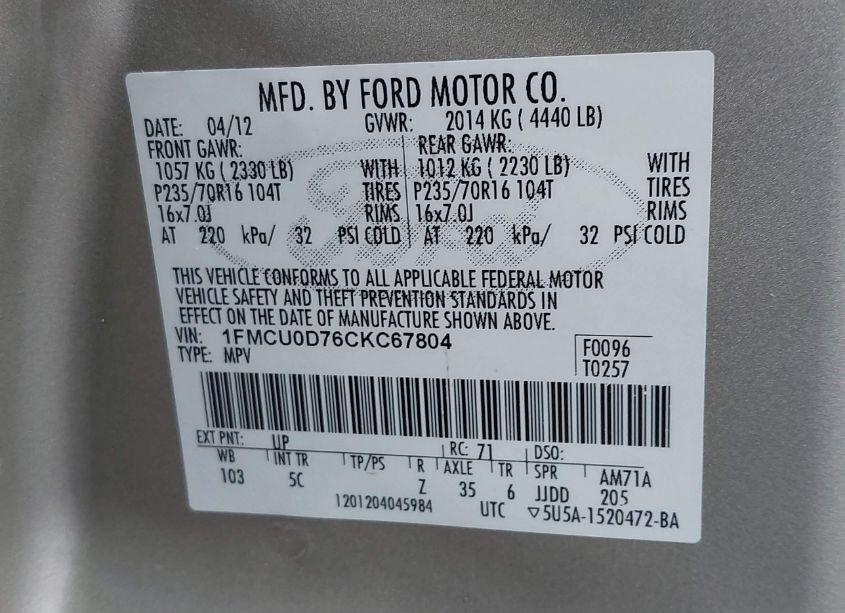 MFD. BY FORD MOTOR CO.
DATE: 04/12 GVWR: 2014 KG ( 4440 LB)
FRONT GAWR: REAR GAWR:
1057 KG ( 2330 LB) WITH 1012 KG ( 2230 LB) WITH
P235/70R16 104T TIRES P235/70R16 104T TIRES
16x7.0J RIMS 16x7.0J RIMS
AT 220 kPa/ 32 PSI COLD AT 220 kPa/ 32 PSI COLD
THIS VEHICLE CONFORMS TO ALL APPLICABLE FEDERAL MOTOR
VEHICLE SAFETY AND THEFT PREVENTION STANDARDS IN
EFFECT ON THE DATE OF MANUFACTURE SHOWN ABOVE.
VIN: 1FMCU0D76CKC67804
TYPE: MPV
F0096
T0257
EXT PNT: UP RC: 71 DSO:
WB INT TR TP/PS R AXLE TR SPR AM71A
103 5C Z 35 6 JJDD 205
1201204045984 UTC ▽5U5A-1520472-BA